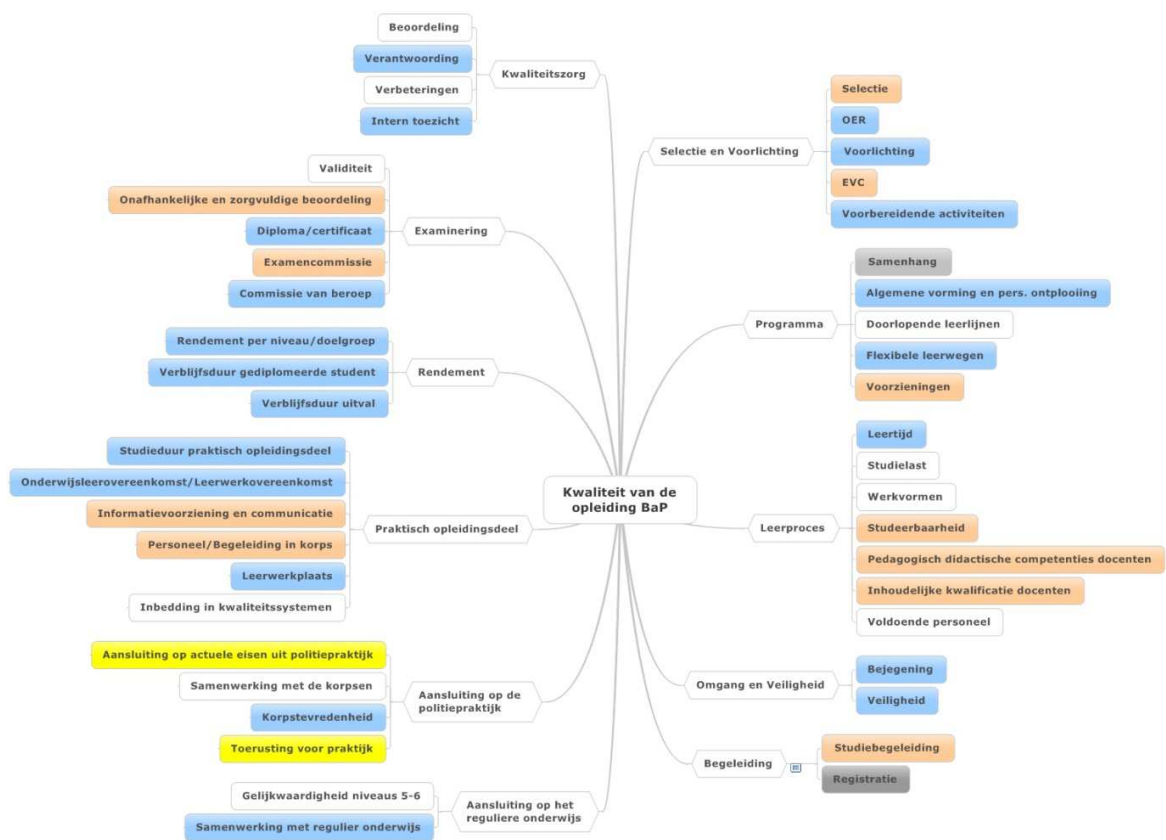 Kwaliteit van de
opleiding BaP
Kwaliteitszorg
Beoordeling
Verantwoording
Verbeteringen
Intern toezicht
Examinering
Validiteit
Onafhankelijke en zorgvuldige beoordeling
Diploma/certificaat
Examencommissie
Commissie van beroep
Rendement
Rendement per niveau/doelgroep
Verblijfsduur gediplomeerde student
Verblijfsduur uitval
Praktisch opleidingsdeel
Studieduur praktisch opleidingsdeel
Onderwijsleerovereenkomst/Leerwerkovereenkomst
Informatievoorziening en communicatie
Personeel/Begeleiding in korps
Leerwerkplaats
Inbedding in kwaliteitssystemen
Aansluiting op de
politiepraktijk
Aansluiting op actuele eisen uit politiepraktijk
Samenwerking met de korpsen
Korpstevredenheid
Toerusting voor praktijk
Aansluiting op het
reguliere onderwijs
Gelijkwaardigheid niveaus 5-6
Samenwerking met regulier onderwijs
Selectie en Voorlichting
Selectie
OER
Voorlichting
EVC
Voorbereidende activiteiten
Programma
Samenhang
Algemene vorming en pers. ontplooiing
Doorlopende leerlijnen
Flexibele leerwegen
Voorzieningen
Leerproces
Leertijd
Studielast
Werkvormen
Studeerbaarheid
Pedagogisch didactische competenties docenten
Inhoudelijke kwalificatie docenten
Voldoende personeel
Omgang en Veiligheid
Bejegening
Veiligheid
Begeleiding
Studiebegeleiding
Registratie